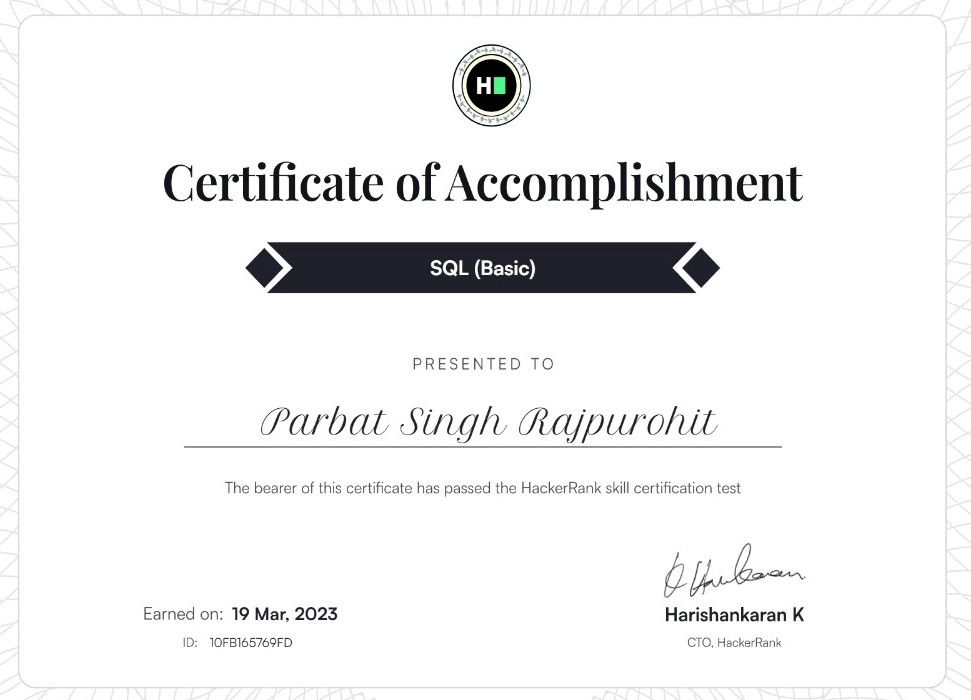 H
Certificate of Accomplishment
SQL (Basic)
PRESENTED TO
Parbat Singh Rajpurohit
The bearer of this certificate has passed the HackerRank skill certification test
Earned on: 19 Mar, 2023
ID: 10FB165769FD
Harishankaran K
CTO, HackerRank